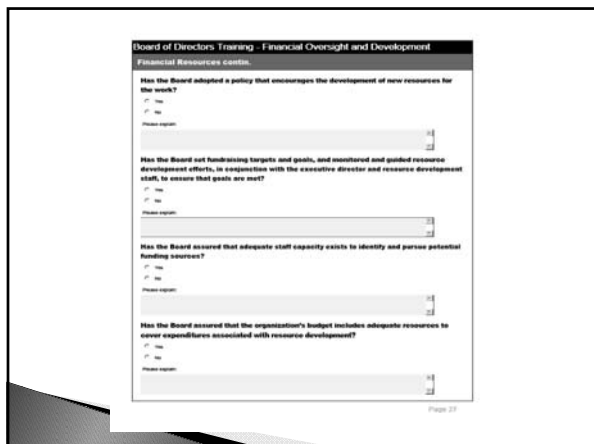 Board of Directors Training - Financial Oversight and Development
Financial Resources contin.
Has the Board adopted a policy that encourages the development of new resources for
the work?
Yes
No
Please explain:
Has the Board set fundraising targets and goals, and monitored and guided resource
development efforts, in conjunction with the executive director and resource development
staff, to ensure that goals are met?
Yes
No
Please explain:
Has the Board assured that adequate staff capacity exists to identify and pursue potential
funding sources?
Yes
No
Please explain:
Has the Board assured that the organization's budget includes adequate resources to
cover expenditures associated with resource development?
Yes
No
Please explain: